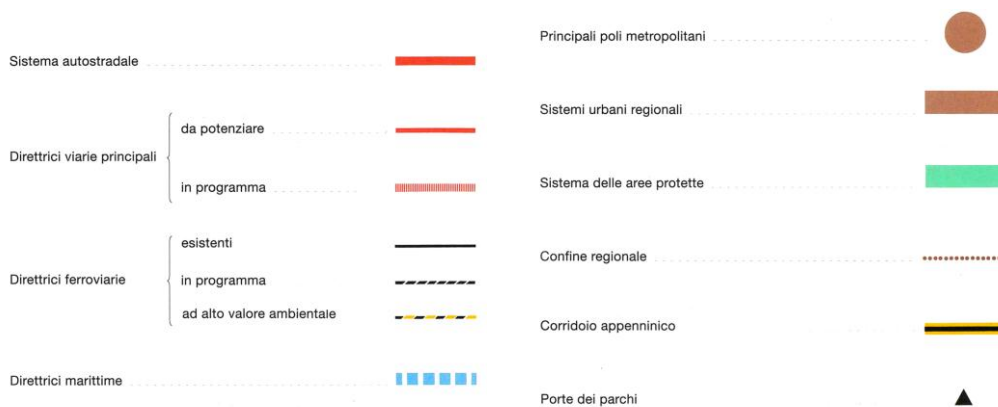 Sistema autostradale
Direttrici viarie principali
da potenziare
in programma
Direttrici ferroviarie
esistenti
in programma
ad alto valore ambientale
Direttrici marittime
Principali poli metropolitani
Sistemi urbani regionali
Sistema delle aree protette
Confine regionale
Corridoio appenninico
Porte dei parchi